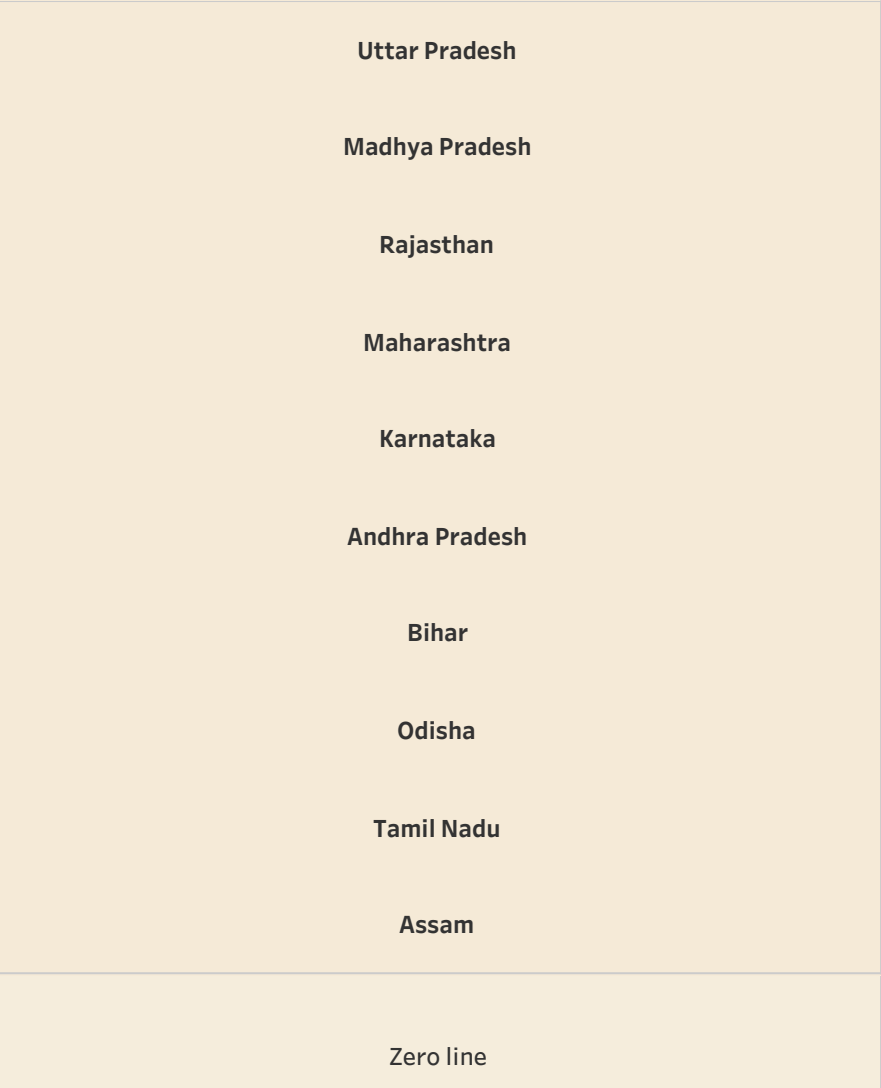 Uttar Pradesh
Madhya Pradesh
Rajasthan
Maharashtra
Karnataka
Andhra Pradesh
Bihar
Odisha
Tamil Nadu
Assam
Zero line